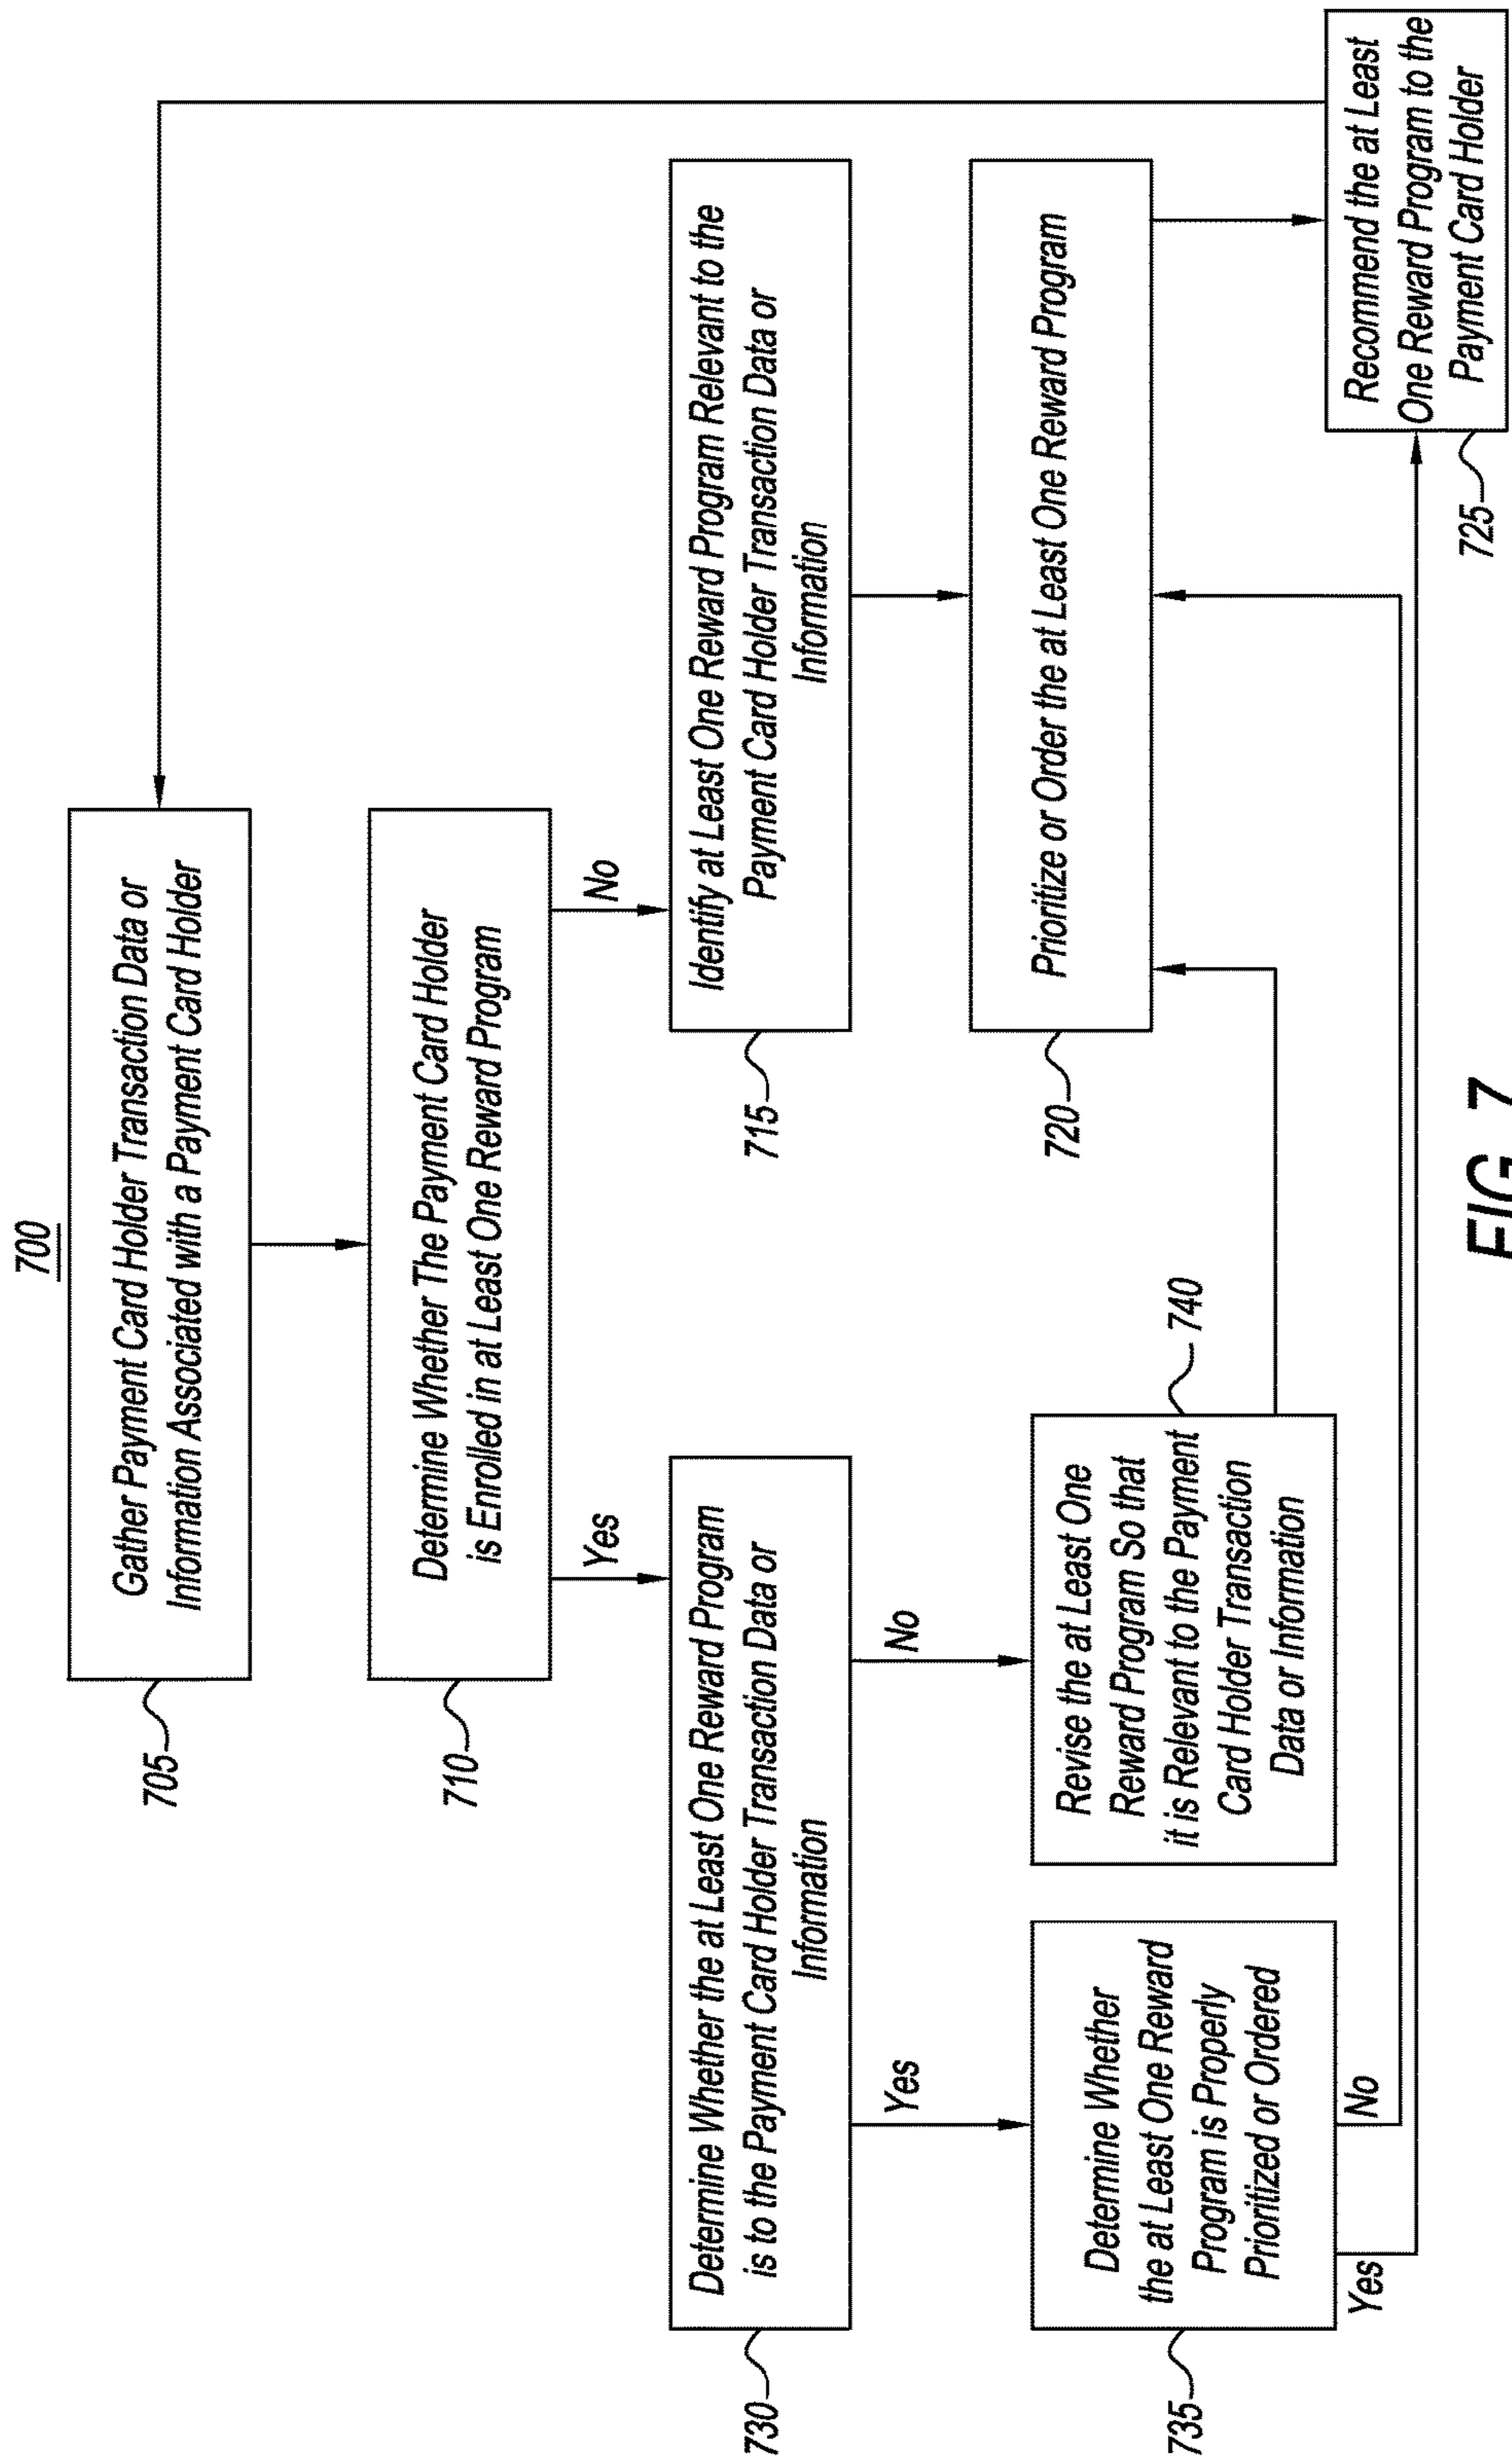 700
Gather Payment Card Holder Transaction Data or
Information Associated with a Payment Card Holder
705
Determine Whether The Payment Card Holder
is Enrolled in at Least One Reward Program
710
Yes
No
Determine Whether the at Least One Reward Program
is to the Payment Card Holder Transaction Data or
Information
730
Identify at Least One Reward Program Relevant to the
Payment Card Holder Transaction Data or
Information
715
Yes
No
Determine Whether
the at Least One Reward
Program is Properly
Prioritized or Ordered
735
Revise the at Least One
Reward Program So that
it is Relevant to the Payment
Card Holder Transaction
Data or Information
740
Prioritize or Order the at Least One Reward Program
720
Yes
No
Recommend the at Least
One Reward Program to the
Payment Card Holder
725
FIG. 7